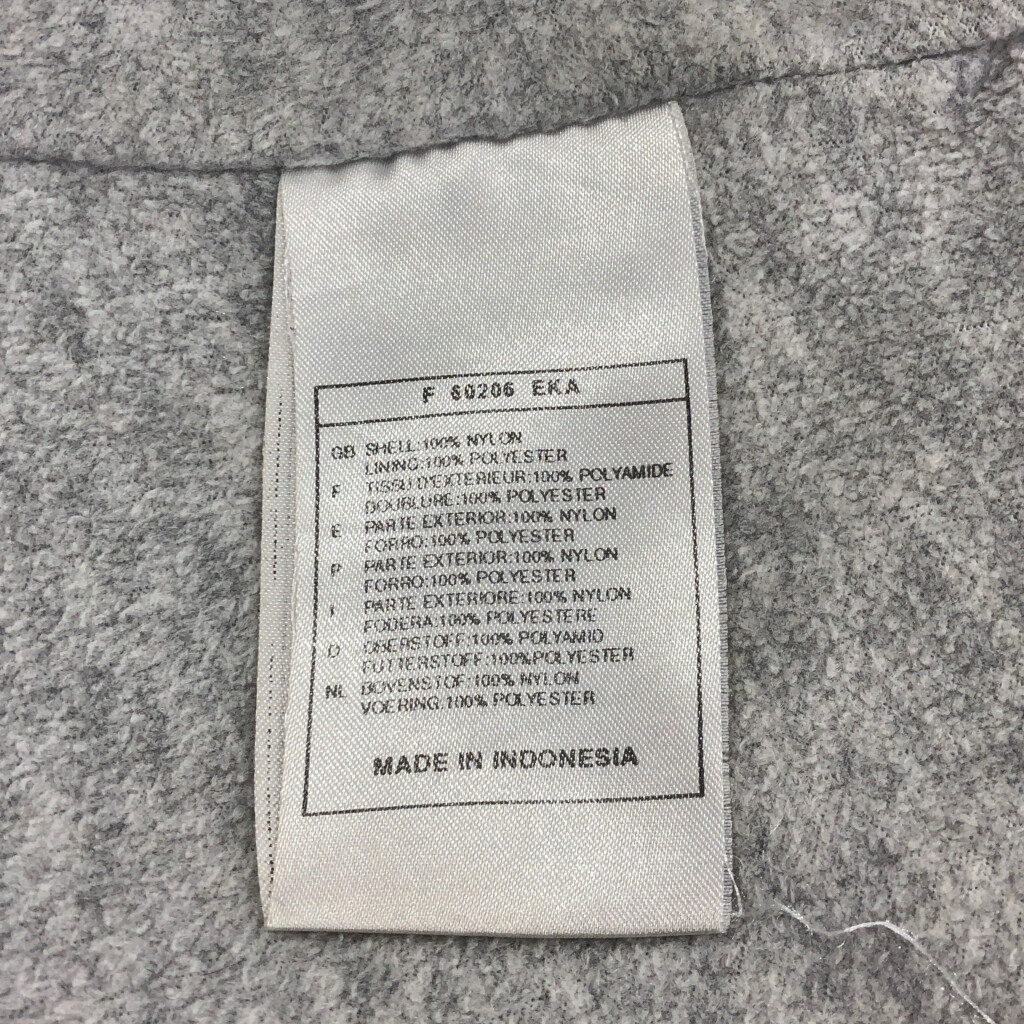 F 60206 EKA
GB SHELL:100% NYLON
LINING:100% POLYESTER
F TISSU D'EXTERIEUR:100% POLYAMIDE
DOUBLURE:100% POLYESTER
E PARTE EXTERIOR:100% NYLON
FORRO:100% POLYESTER
P PARTE EXTERIOR:100% NYLON
FORRO:100% POLYESTER
I PARTE EXTERIORE:100% NYLON
FODERA:100% POLYESTERE
D OBERSTOFF:100% POLYAMID
FUTTERSTOFF:100%POLYESTER
NL BOVENSTOF:100% NYLON
VOERING:100% POLYESTER
MADE IN INDONESIA